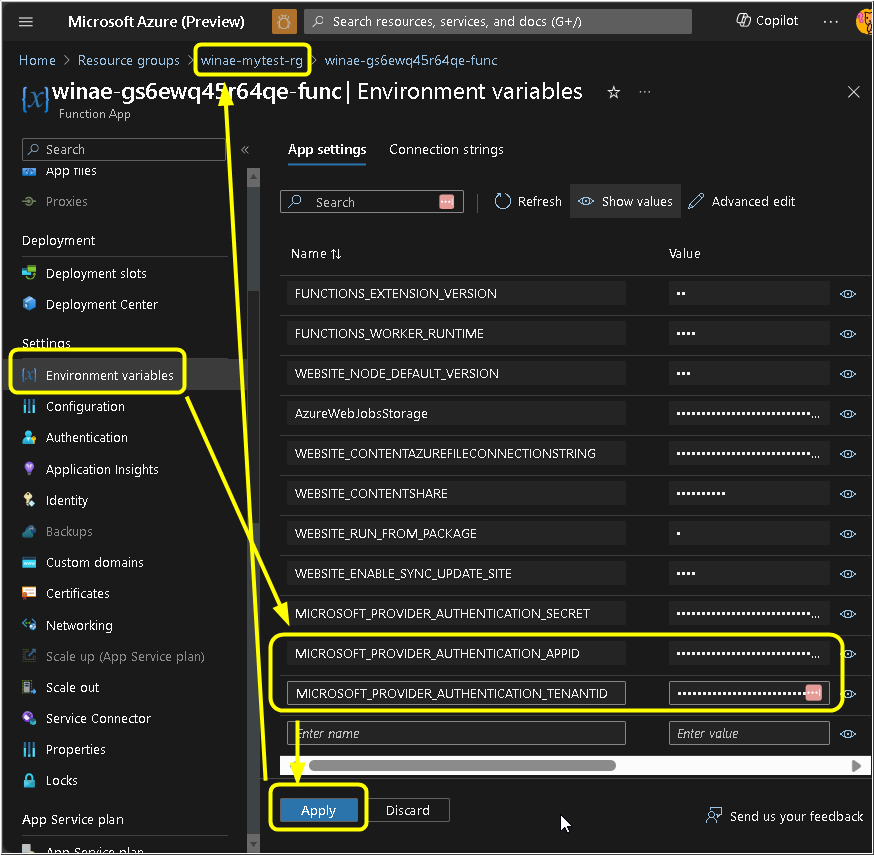 Microsoft Azure (Preview)
Search resources, services, and docs (G+/)
Copilot
Home > Resource groups > winae-mytest-rg > winae-gs6ewq45r64qe-func
winae-gs6ewq45r64qe-func | Environment variables
Function App
Search
App files
Proxies
Deployment
Deployment slots
Deployment Center
Settings
Environment variables
Configuration
Authentication
Application Insights
Identity
Backups
Custom domains
Certificates
Networking
Scale up (App Service plan)
Scale out
Service Connector
Properties
Locks
App Service plan
App Service plan
App settings
Connection strings
Search
Refresh
Show values
Advanced edit
Name
Value
FUNCTIONS_EXTENSION_VERSION
FUNCTIONS_WORKER_RUNTIME
WEBSITE_NODE_DEFAULT_VERSION
AzureWebJobsStorage
WEBSITE_CONTENTAZUREFILECONNECTIONSTRING
WEBSITE_CONTENTSHARE
WEBSITE_RUN_FROM_PACKAGE
WEBSITE_ENABLE_SYNC_UPDATE_SITE
MICROSOFT_PROVIDER_AUTHENTICATION_SECRET
MICROSOFT_PROVIDER_AUTHENTICATION_APPID
MICROSOFT_PROVIDER_AUTHENTICATION_TENANTID
Enter name
Enter value
Apply
Discard
Send us your feedback